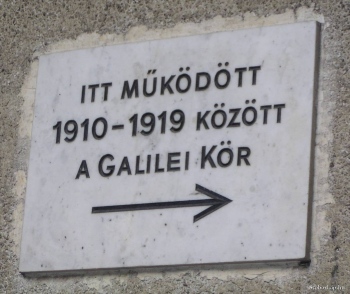 ITT MŰKÖDÖTT
1910-1919 KÖZÖTT
A GALILEI KÖR